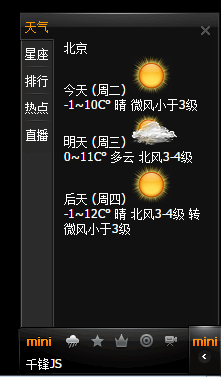 天气
星座
排行
热点
直播
北京
今天 (周二)
-1~10C° 晴 微风小于3级
明天 (周三)
0~11C° 多云 北风3-4级
后天 (周四)
-1~12C° 晴 北风3-4级 转
微风小于3级
mini
mini
千锋JS